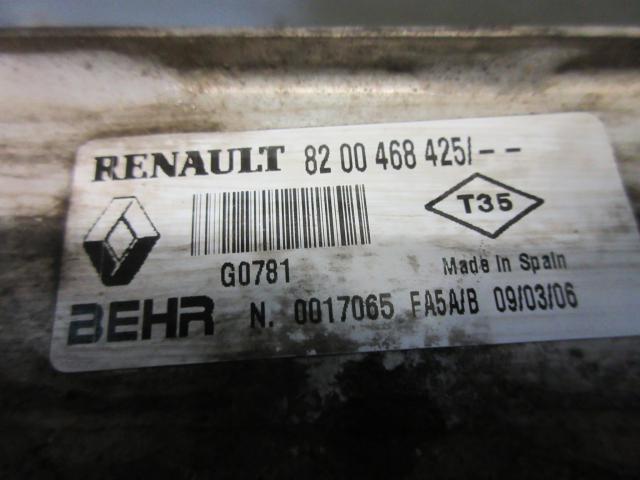 RENAULT 82 00 468 425/--
T35
G0781
Made In Spain
BEHR N. 0017065 FA5A/B 09/03/06